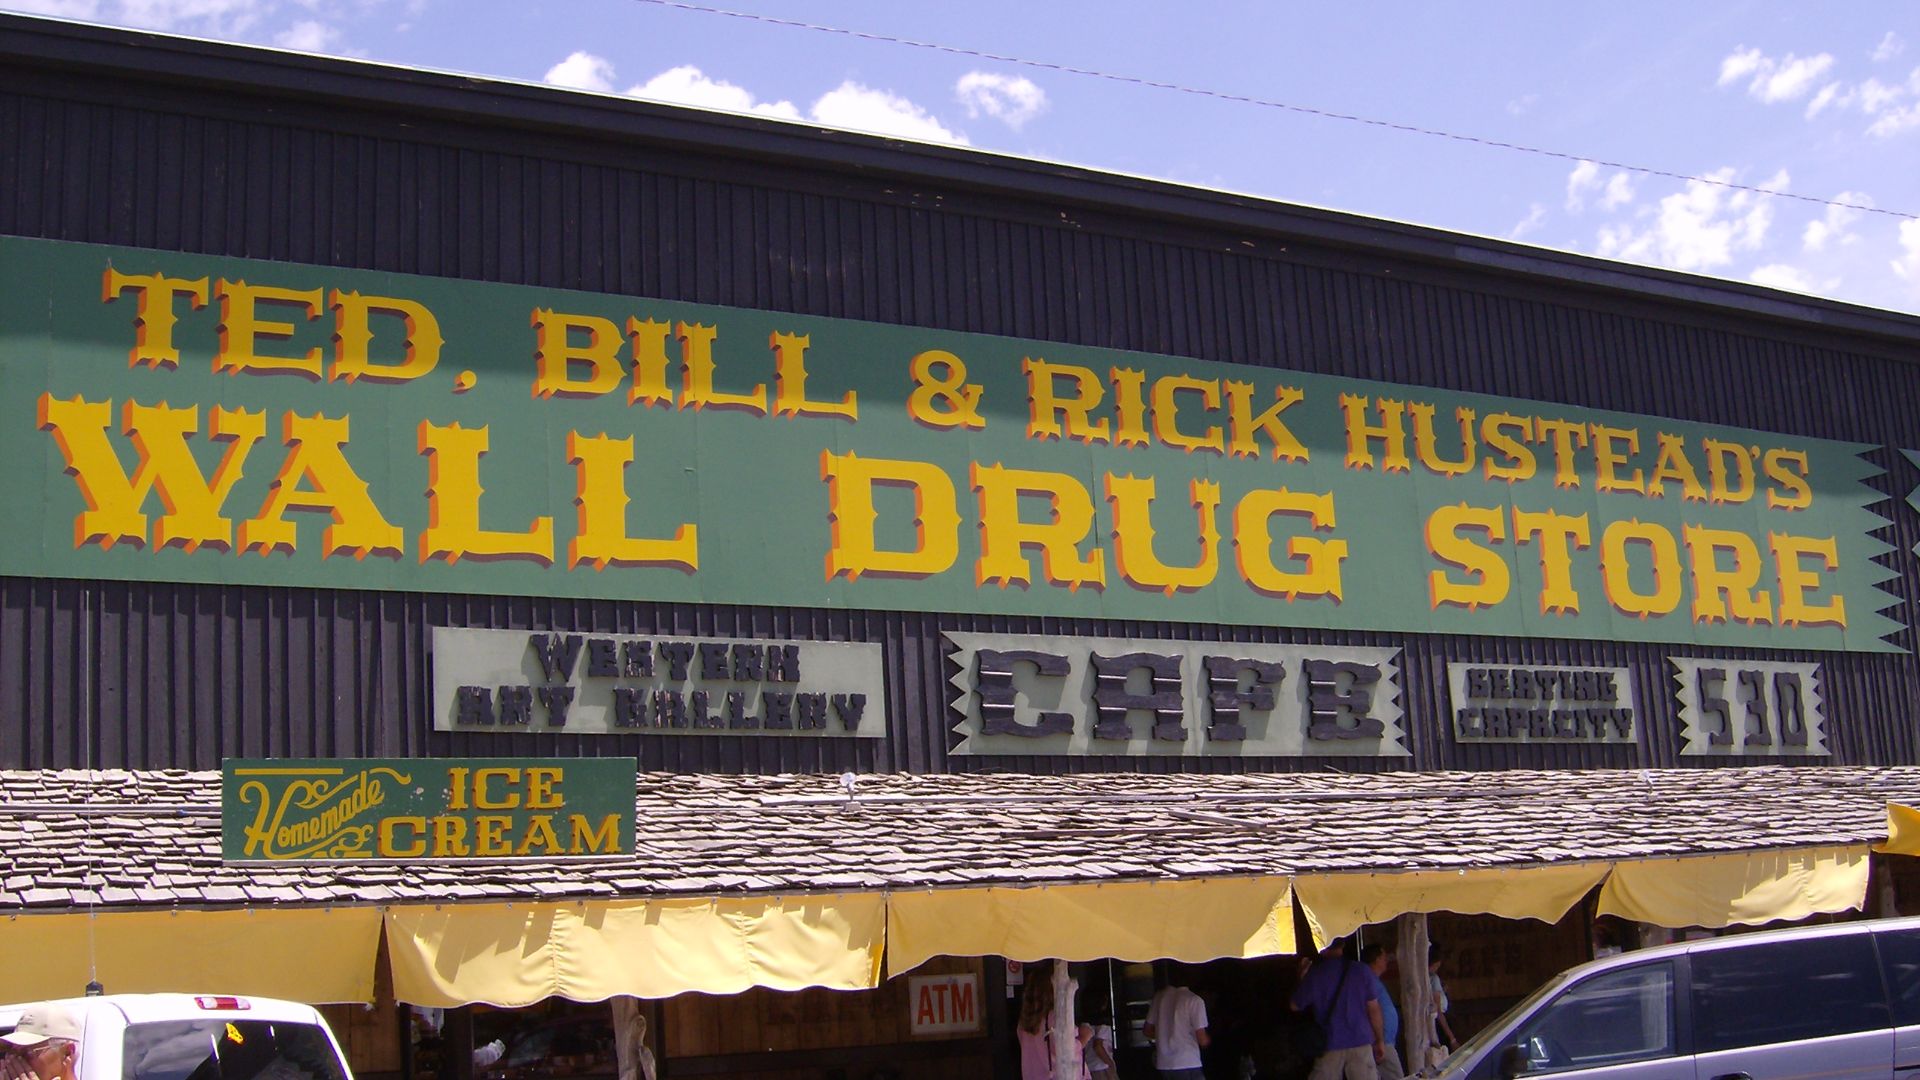 TED, BILL & RICK HUSTEAD'S
WALL DRUG STORE
WESTERN
ART GALLERY
CAFE
SEATING
CAPACITY
530
Homemade ICE
CREAM
ATM